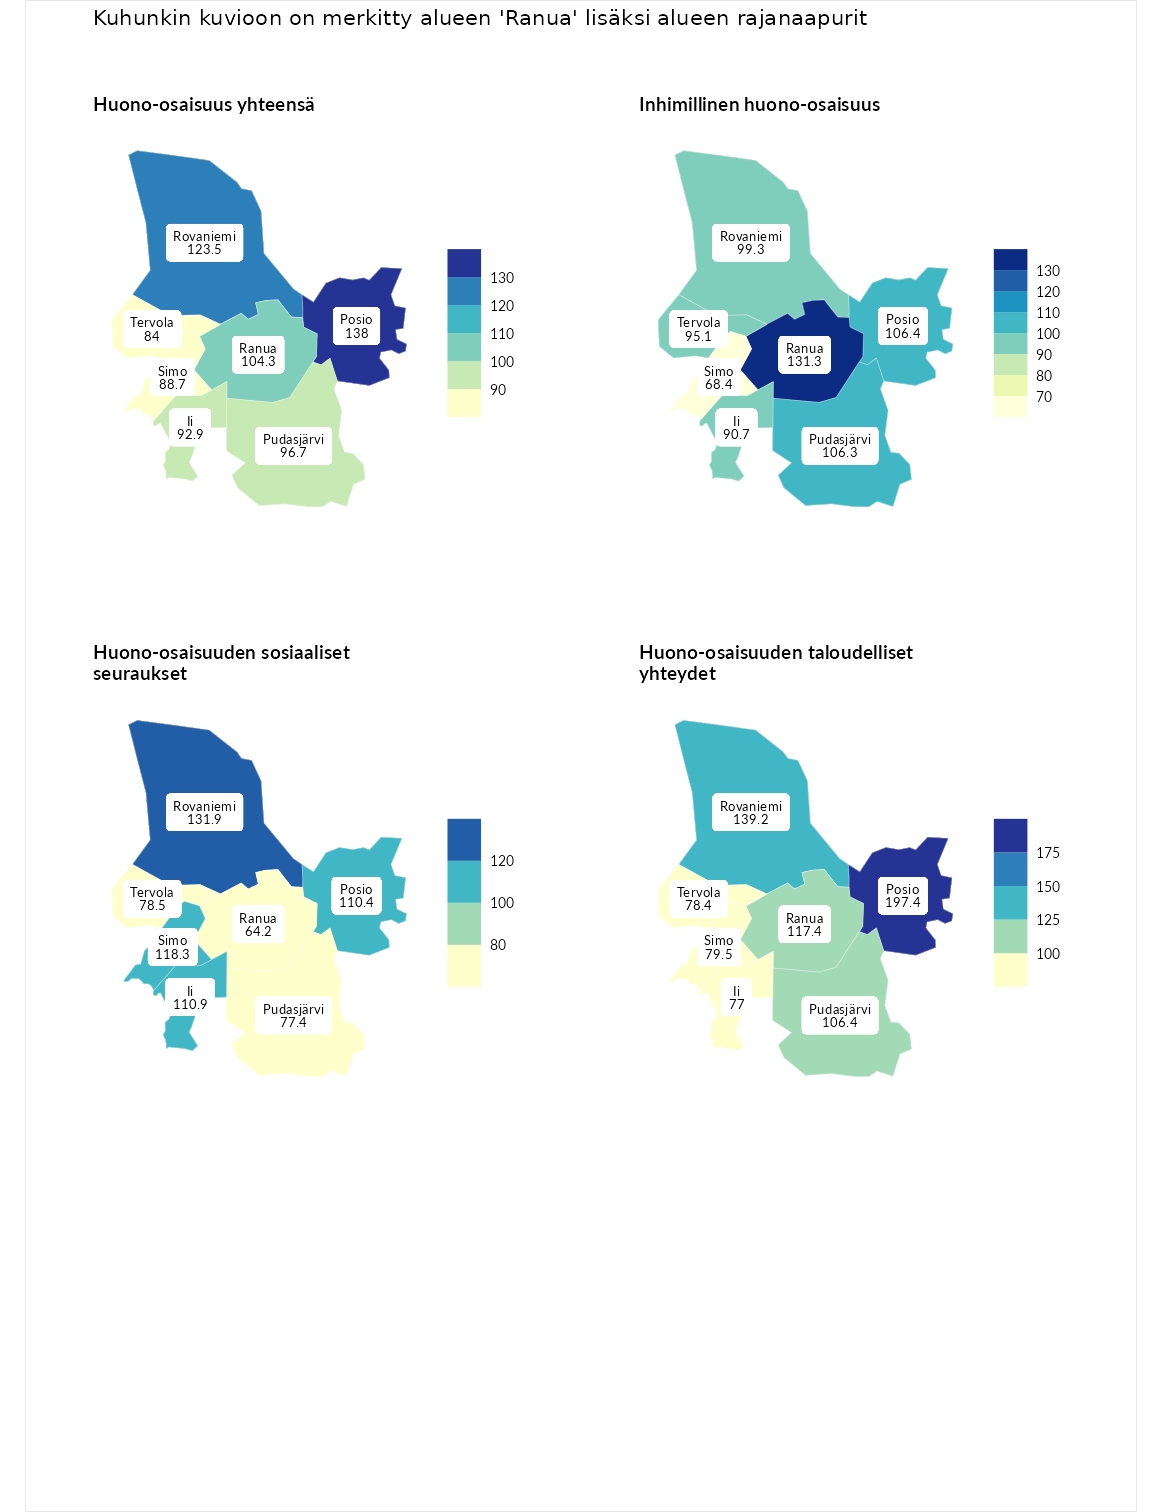 Kuhunkin kuvioon on merkitty alueen 'Ranua' lisäksi alueen rajanaapurit
Huono-osaisuus yhteensä
Rovaniemi
123.5
Tervola
84
Posio
138
Ranua
104.3
Simo
88.7
Ii
92.9
Pudasjärvi
96.7
130
120
110
100
90
Inhimillinen huono-osaisuus
Rovaniemi
99.3
Tervola
95.1
Posio
106.4
Ranua
131.3
Simo
68.4
Ii
90.7
Pudasjärvi
106.3
130
120
110
100
90
80
70
Huono-osaisuuden sosiaaliset
seuraukset
Rovaniemi
131.9
Tervola
78.5
Posio
110.4
Ranua
64.2
Simo
118.3
Ii
110.9
Pudasjärvi
77.4
120
100
80
Huono-osaisuuden taloudelliset
yhteydet
Rovaniemi
139.2
Tervola
78.4
Posio
197.4
Ranua
117.4
Simo
79.5
Ii
77
Pudasjärvi
106.4
175
150
125
100